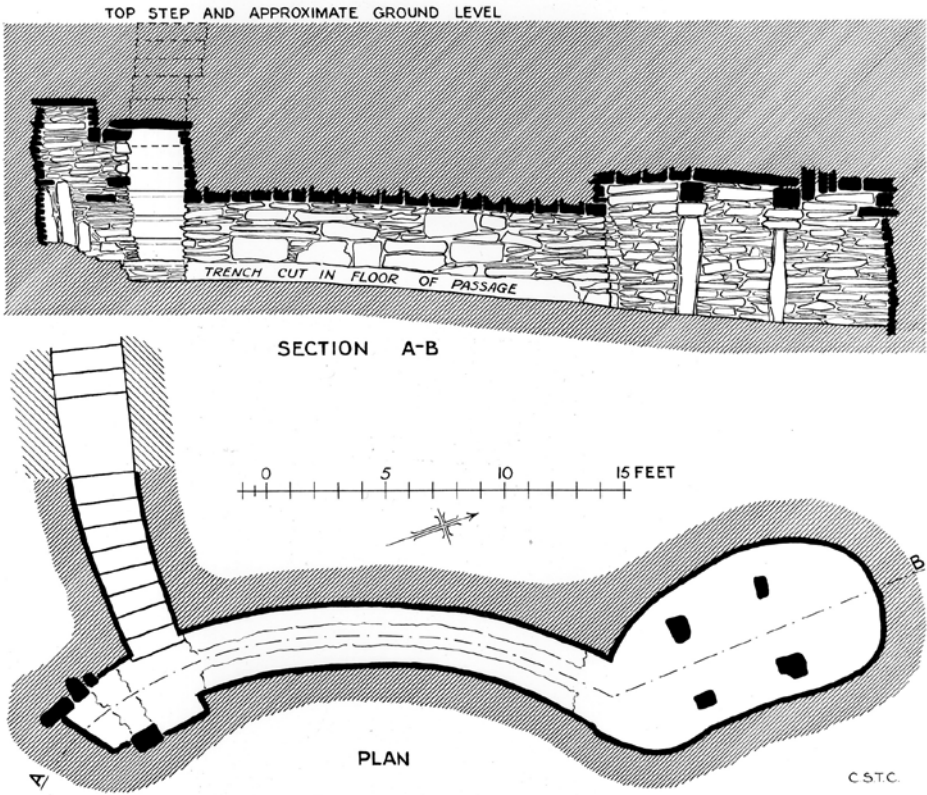 TOP STEP AND APPROXIMATE GROUND LEVEL
TRENCH CUT IN FLOOR OF PASSAGE
SECTION A-B
0 5 10 15 FEET
B
PLAN
A
C.S.T.C.